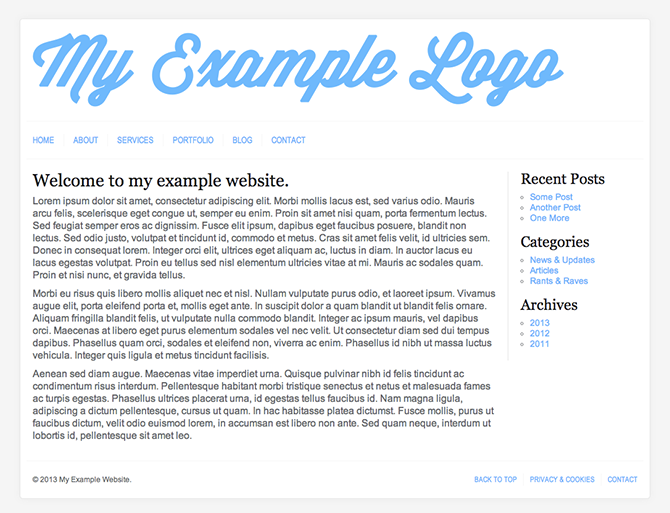 My Example Logo
HOME ABOUT SERVICES PORTFOLIO BLOG CONTACT
Welcome to my example website.
Lorem ipsum dolor sit amet, consectetur adipiscing elit. Morbi mollis lacus est, sed varius odio. Mauris
arcu felis, scelerisque eget congue ut, semper eu enim. Proin sit amet nisi quam, porta fermentum lectus.
Sed feugiat semper eros ac dignissim. Fusce elit ipsum, dapibus eget faucibus posuere, blandit non
lectus. Sed odio justo, volutpat et tincidunt id, commodo et metus. Cras sit amet felis velit, id ultricies sem.
Donec in consequat lorem. Integer orci elit, ultrices eget aliquam ac, luctus in diam. In auctor lacus eu
lacus egestas volutpat. Proin eu tellus sed nisl elementum ultricies vitae at mi. Mauris ac sodales quam.
Proin et nisi nunc, et gravida tellus.
Morbi eu risus quis libero mollis aliquet nec et nisl. Nullam vulputate purus odio, et laoreet ipsum. Vivamus
augue elit, porta eleifend porta et, mollis eget ante. In suscipit dolor a quam blandit ut blandit felis ornare.
Aliquam fringilla blandit felis, ut vulputate nulla commodo blandit. Integer ac ipsum mauris, vel dapibus
orci. Maecenas at libero eget purus elementum sodales vel nec velit. Ut consectetur diam sed dui tempus
dapibus. Phasellus quam orci, sodales et eleifend non, viverra ac enim. Phasellus id nibh ut massa luctus
vehicula. Integer quis ligula et metus tincidunt facilisis.
Aenean sed diam augue. Maecenas vitae imperdiet urna. Quisque pulvinar nibh id felis tincidunt ac
condimentum risus interdum. Pellentesque habitant morbi tristique senectus et netus et malesuada fames
ac turpis egestas. Phasellus ultrices placerat urna, id egestas tellus faucibus id. Nam magna ligula,
adipiscing a dictum pellentesque, cursus ut quam. In hac habitasse platea dictumst. Fusce mollis, purus ut
faucibus dictum, velit odio euismod lorem, in accumsan est libero non ante. Sed quam neque, interdum ut
lobortis id, pellentesque sit amet leo.
Recent Posts
Some Post
Another Post
One More
Categories
News & Updates
Articles
Rants & Raves
Archives
2013
2012
2011
© 2013 My Example Website.
BACK TO TOP PRIVACY & COOKIES CONTACT